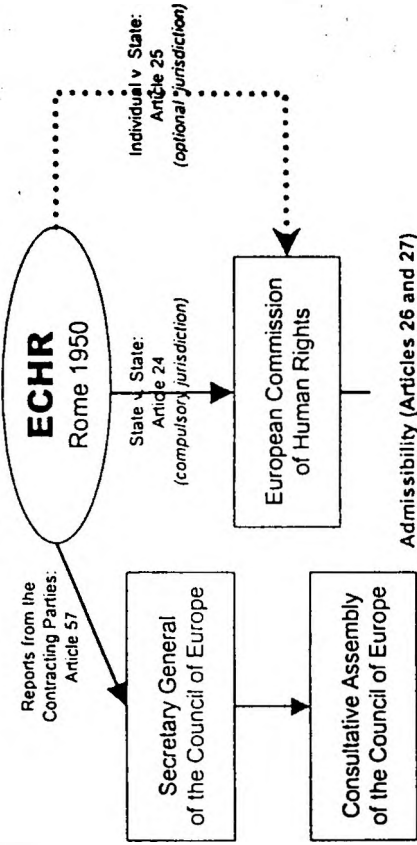 ECHR
Rome 1950
Reports from the
Contracting Parties:
Article 57
State v. State:
Article 24
(compulsory jurisdiction)
Individual v State:
Article 25
(optional jurisdiction)
Secretary General
of the Council of Europe
European Commission
of Human Rights
Consultative Assembly
of the Council of Europe
Admissibility (Articles 26 and 27)